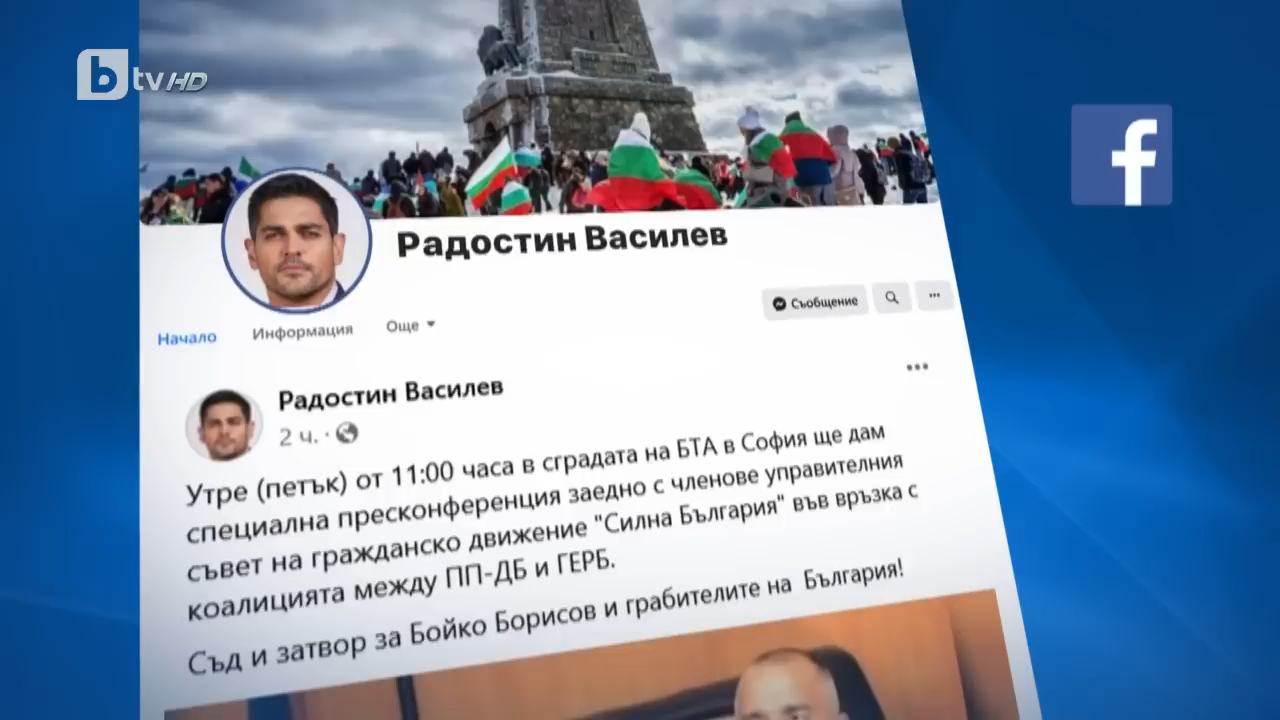 btv HD
f
Радостин Василев
Съобщение
Начало
Информация
Още
Радостин Василев
2 ч. ·
Утре (петък) от 11:00 часа в сградата на БТА в София ще дам
специална пресконференция заедно с членове управителния
съвет на гражданско движение "Силна България" във връзка с
коалицията между ПП-ДБ и ГЕРБ.
Съд и затвор за Бойко Борисов и грабителите на България!